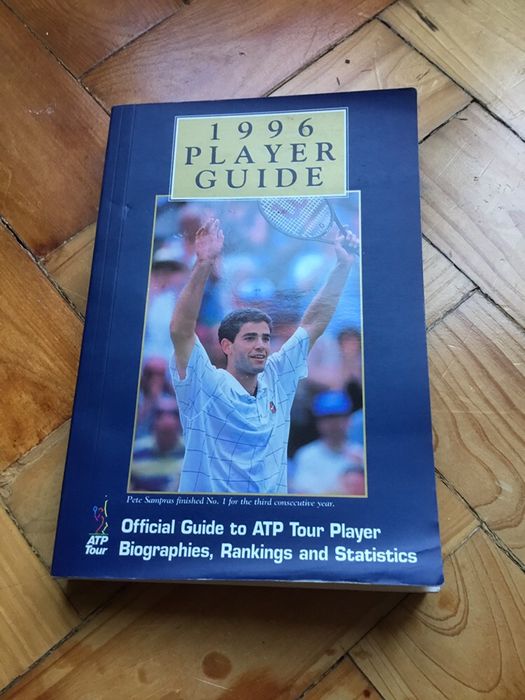 1996
PLAYER
GUIDE
Pete Sampras finished No. 1 for the third consecutive year.
Official Guide to ATP Tour Player
Biographies, Rankings and Statistics
ATP
Tour